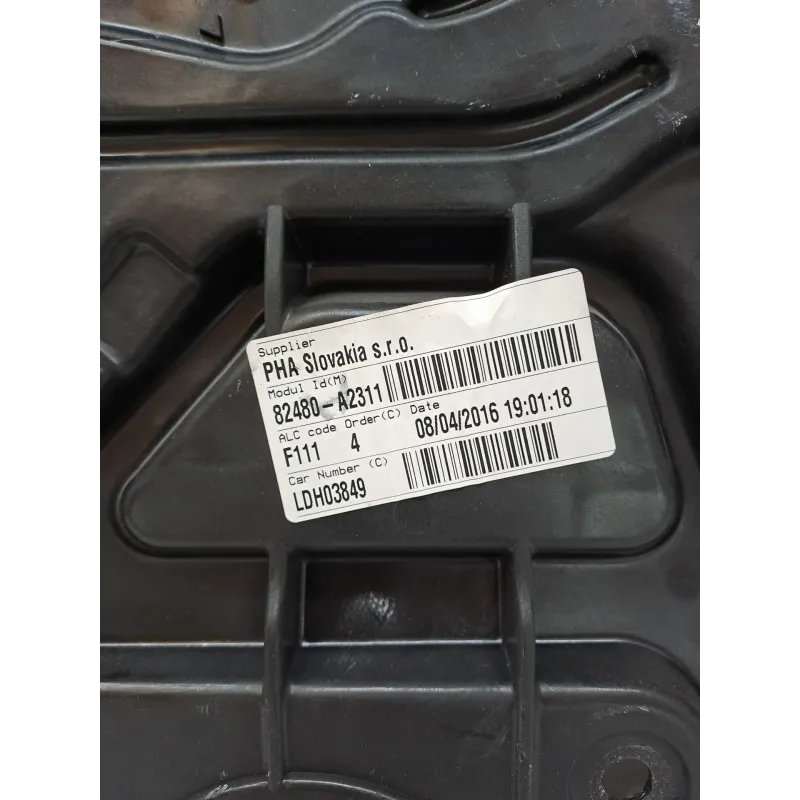 Supplier
PHA Slovakia s.r.o.
Modul Id(M)
82480-A2311
ALC code Order(C) Date
F111 4 08/04/2016 19:01:18
Car Number (C)
LDH03849